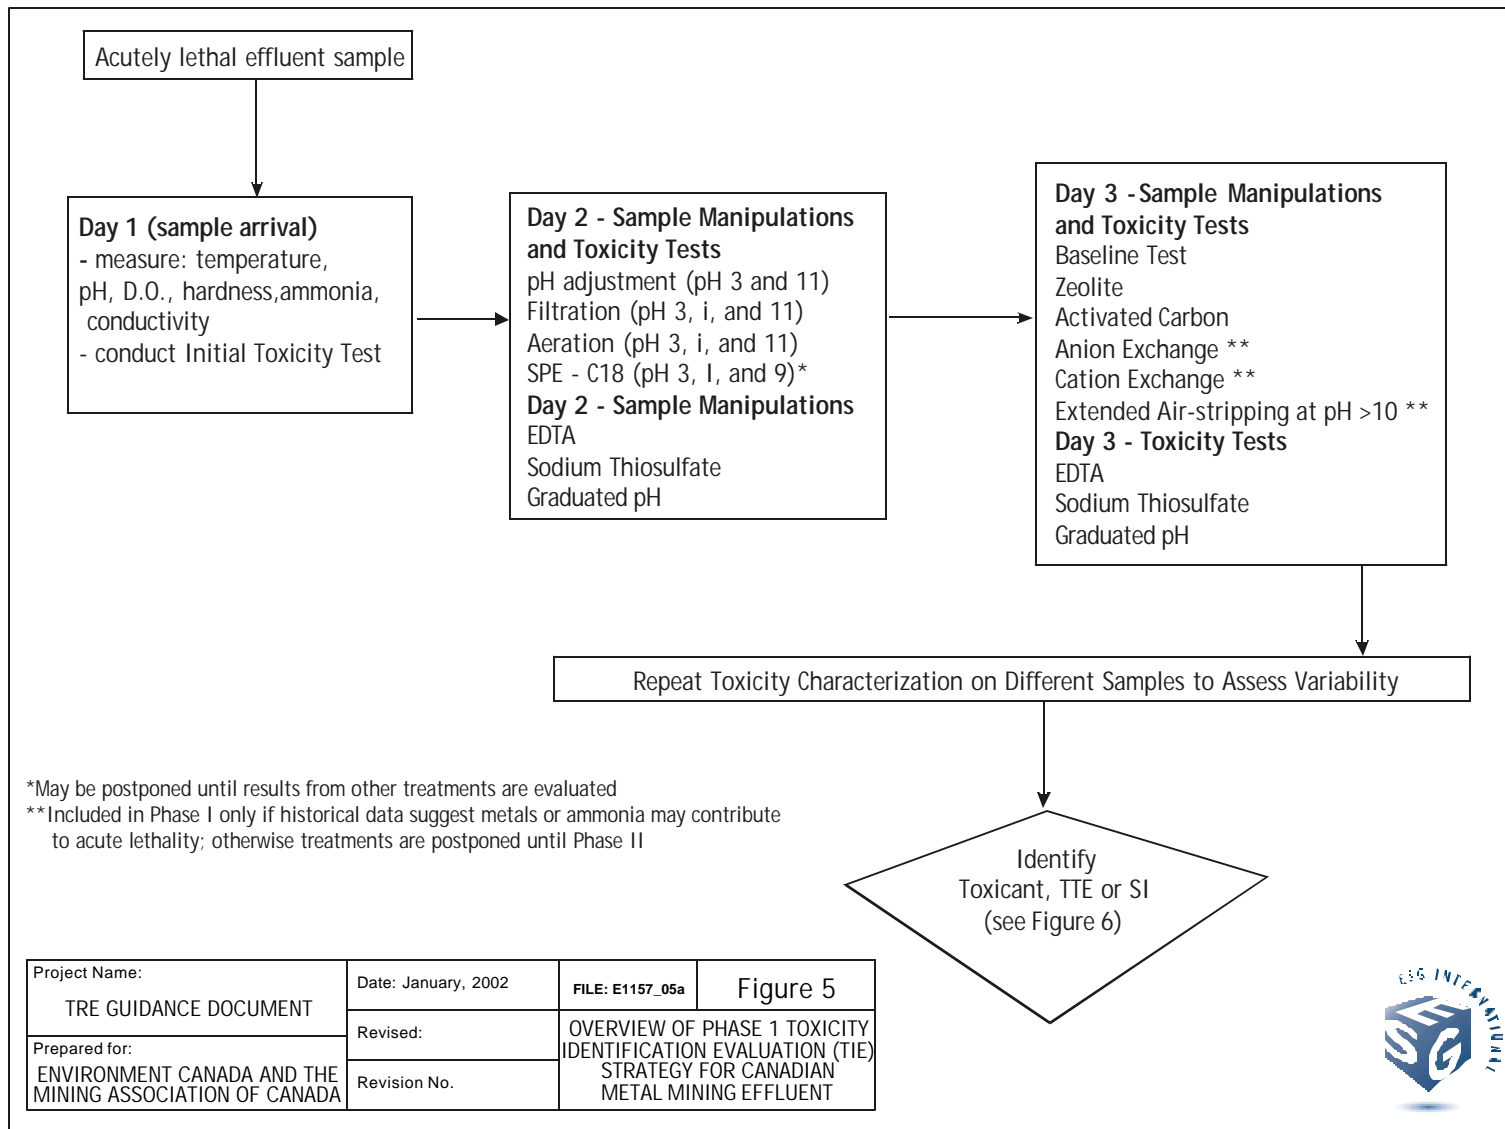 Acutely lethal effluent sample
Day 1 (sample arrival)
- measure: temperature,
pH, D.O., hardness,ammonia,
conductivity
- conduct Initial Toxicity Test
Day 2 - Sample Manipulations
and Toxicity Tests
pH adjustment (pH 3 and 11)
Filtration (pH 3, i, and 11)
Aeration (pH 3, i, and 11)
SPE - C18 (pH 3, I, and 9)*
Day 2 - Sample Manipulations
EDTA
Sodium Thiosulfate
Graduated pH
Day 3 - Sample Manipulations
and Toxicity Tests
Baseline Test
Zeolite
Activated Carbon
Anion Exchange **
Cation Exchange **
Extended Air-stripping at pH >10 **
Day 3 - Toxicity Tests
EDTA
Sodium Thiosulfate
Graduated pH
Repeat Toxicity Characterization on Different Samples to Assess Variability
*May be postponed until results from other treatments are evaluated
**Included in Phase I only if historical data suggest metals or ammonia may contribute
to acute lethality; otherwise treatments are postponed until Phase II
Identify
Toxicant, TTE or SI
(see Figure 6)
Project Name:
TRE GUIDANCE DOCUMENT
Prepared for:
ENVIRONMENT CANADA AND THE
MINING ASSOCIATION OF CANADA
Date: January, 2002
Revised:
Revision No.
FILE: E1157_05a
Figure 5
OVERVIEW OF PHASE 1 TOXICITY
IDENTIFICATION EVALUATION (TIE)
STRATEGY FOR CANADIAN
METAL MINING EFFLUENT
ESG INTERNATIONAL
ESG